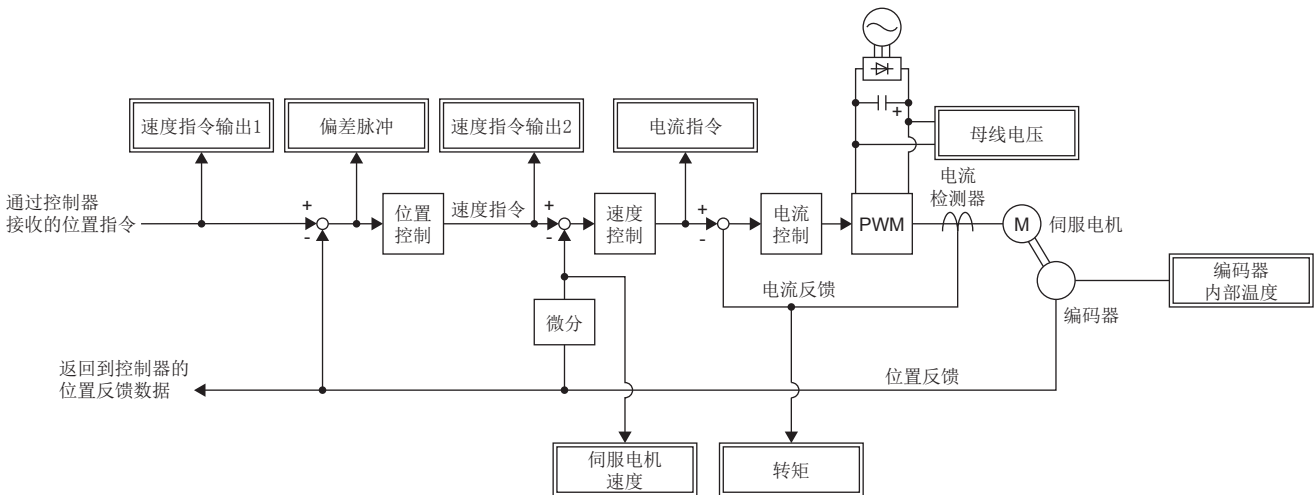 速度指令输出1
偏差脉冲
速度指令输出2
电流指令
母线电压
通过控制器
接收的位置指令
+
-
位置
控制
速度指令
+
-
速度
控制
+
-
电流
控制
PWM
+
电流
检测器
M
伺服电机
编码器
编码器
内部温度
电流反馈
微分
位置反馈
返回到控制器的
位置反馈数据
伺服电机
速度
转矩